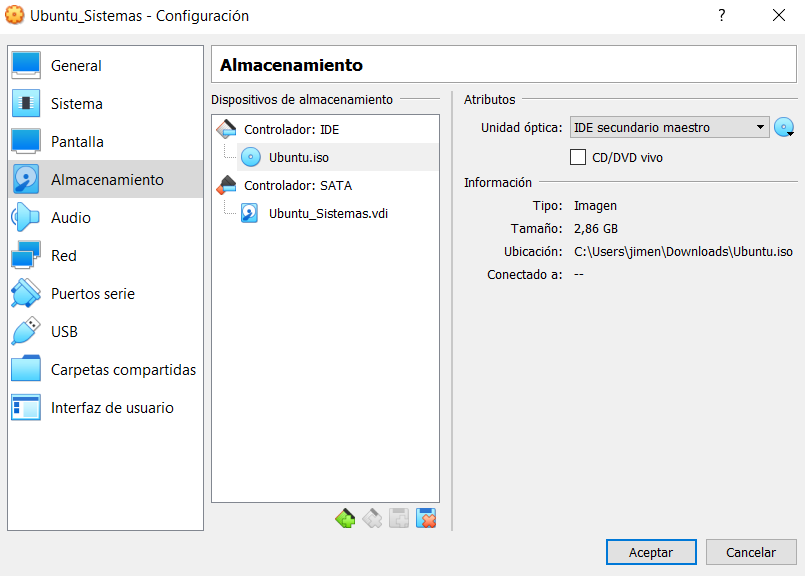 Ubuntu_Sistemas - Configuración
?
General
Sistema
Pantalla
Almacenamiento
Audio
Red
Puertos serie
USB
Carpetas compartidas
Interfaz de usuario
Almacenamiento
Dispositivos de almacenamiento
Controlador: IDE
Ubuntu.iso
Controlador: SATA
Ubuntu_Sistemas.vdi
Atributos
Unidad óptica: IDE secundario maestro
CD/DVD vivo
Información
Tipo: Imagen
Tamaño: 2,86 GB
Ubicación: C:\Users\jimen\Downloads\Ubuntu.iso
Conectado a: --
Aceptar
Cancelar